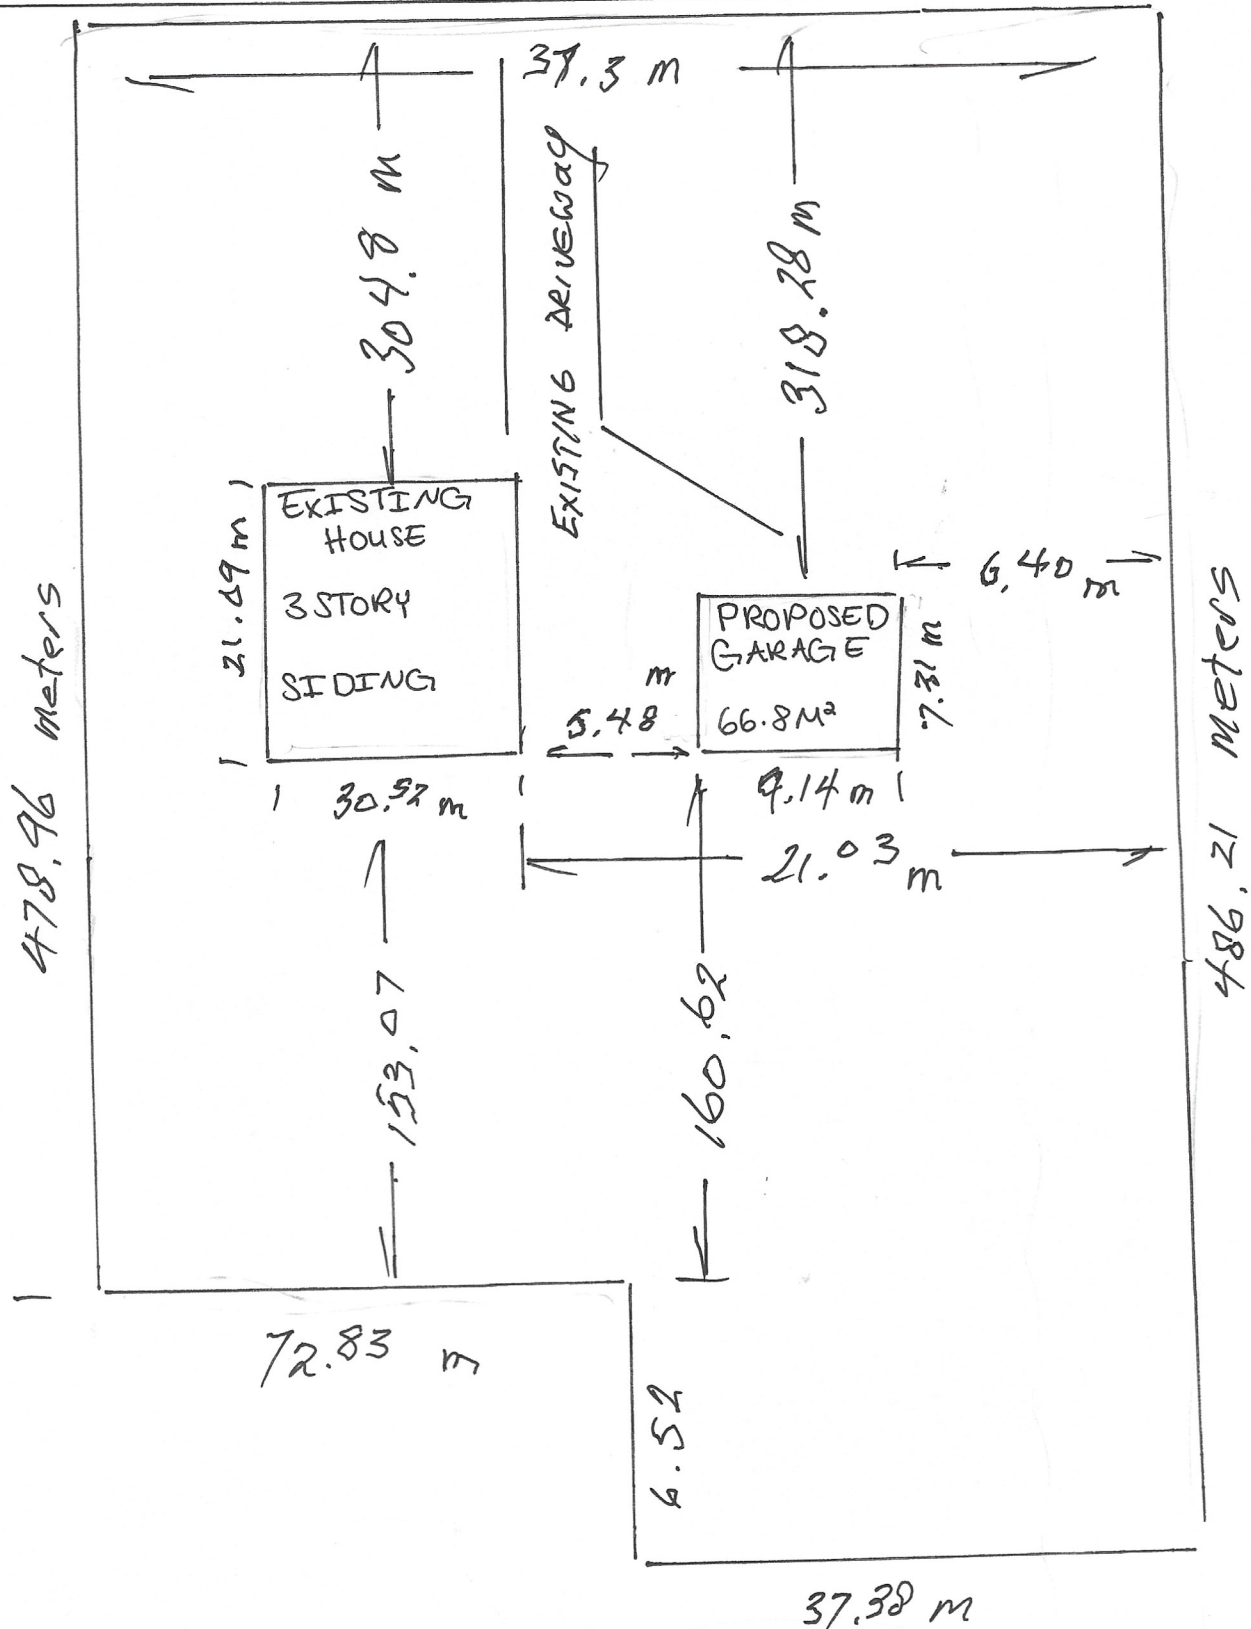 37.3 m
304.8 m
EXISTING DRIVEWAY
318.28 m
EXISTING
HOUSE
3 STORY
SIDING
21.49 m
30.52 m
6.40 m
PROPOSED
GARAGE
66.8 M²
7.31 m
5.48 m
9.14 m
21.03 m
478.96 meters
486.21 meters
153.07
160.62
72.83 m
6.52
37.38 m